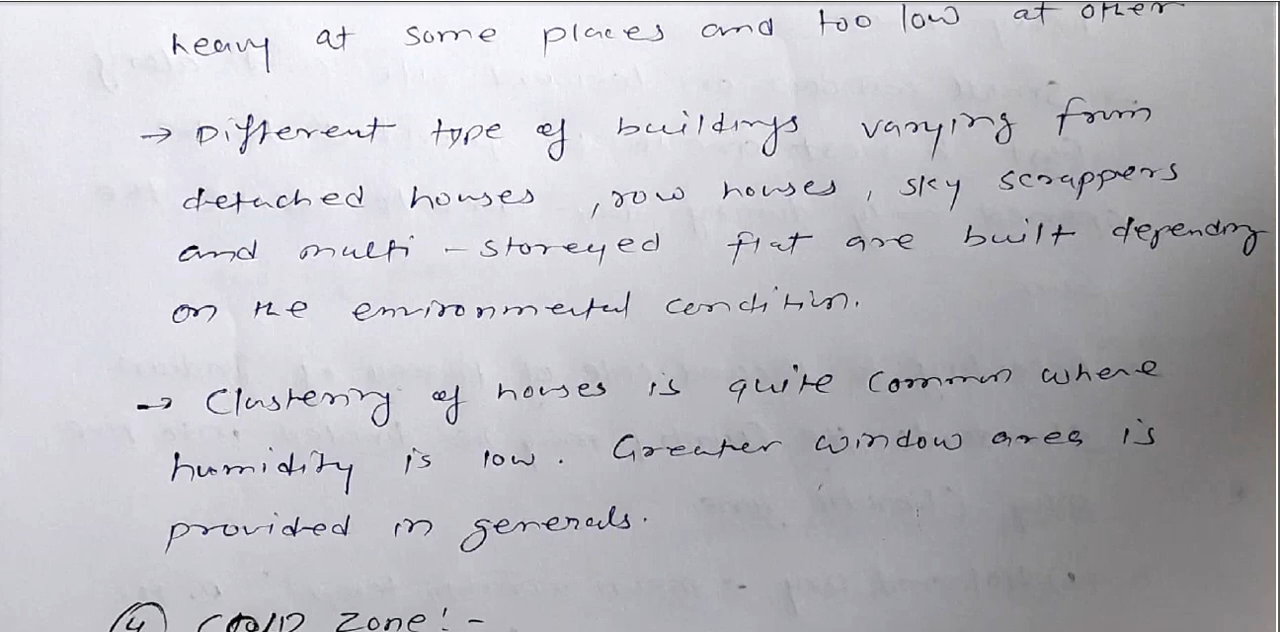 heavy at some places and too low at other
→ Different type of buildings varying from
detached houses , row houses , sky scrappers
and multi - storeyed flat are built depending
on the environmental condition.
→ Clustering of houses is quite common where
humidity is low . Greater window area is
provided in generals.
(4) Cold Zone : -